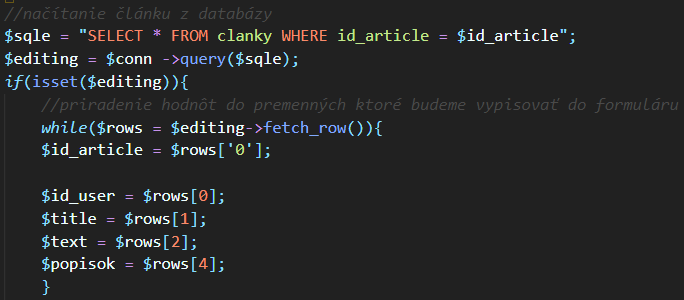 //načítanie článku z databázy
$sqle = "SELECT * FROM clanky WHERE id_article = $id_article";
$editing = $conn ->query($sqle);
if(isset($editing)){
//priradenie hodnôt do premenných ktoré budeme vypisovať do formuláru
while($rows = $editing->fetch_row()){
$id_article = $rows['0'];
$id_user = $rows[0];
$title = $rows[1];
$text = $rows[2];
$popisok = $rows[4];
}